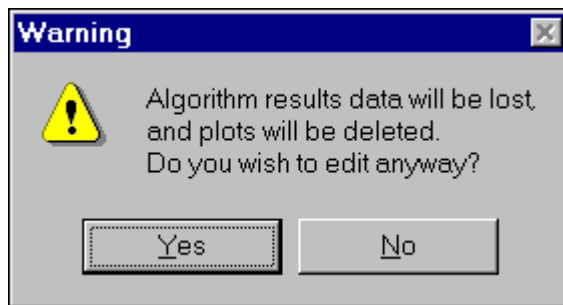 Warning
Algorithm results data will be lost,
and plots will be deleted.
Do you wish to edit anyway?
Yes
No